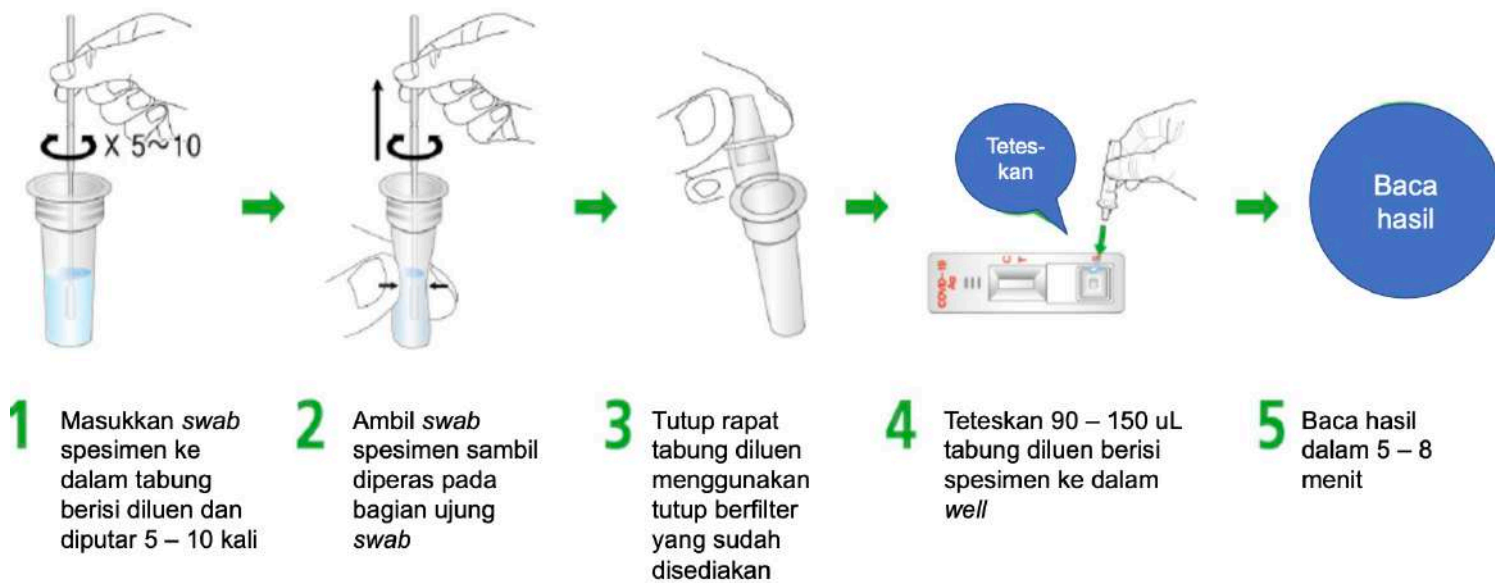 X 5~10
Tetes-
kan
COVID-19
Ag
C
T
S
Baca
hasil
1
Masukkan swab
spesimen ke
dalam tabung
berisi diluen dan
diputar 5 – 10 kali
2
Ambil swab
spesimen sambil
diperas pada
bagian ujung
swab
3
Tutup rapat
tabung diluen
menggunakan
tutup berfilter
yang sudah
disediakan
4
Teteskan 90 – 150 uL
tabung diluen berisi
spesimen ke dalam
well
5
Baca hasil
dalam 5 – 8
menit